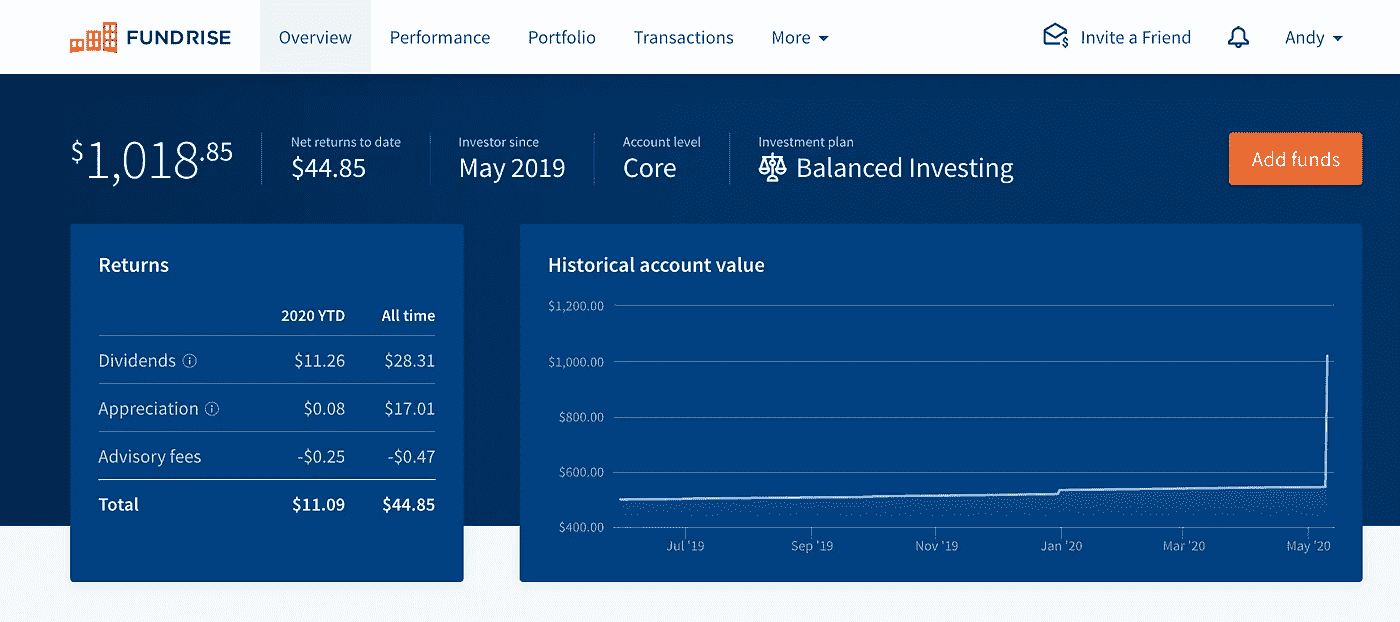 FUNDRISE Overview Performance Portfolio Transactions More Invite a Friend Andy
$1,018.85
Net returns to date
$44.85
Investor since
May 2019
Account level
Core
Investment plan
Balanced Investing
Add funds
Returns
2020 YTD All time
Dividends $11.26 $28.31
Appreciation $0.08 $17.01
Advisory fees -$0.25 -$0.47
Total $11.09 $44.85
Historical account value
$1,200.00
$1,000.00
$800.00
$600.00
$400.00
Jul '19 Sep '19 Nov '19 Jan '20 Mar '20 May '20